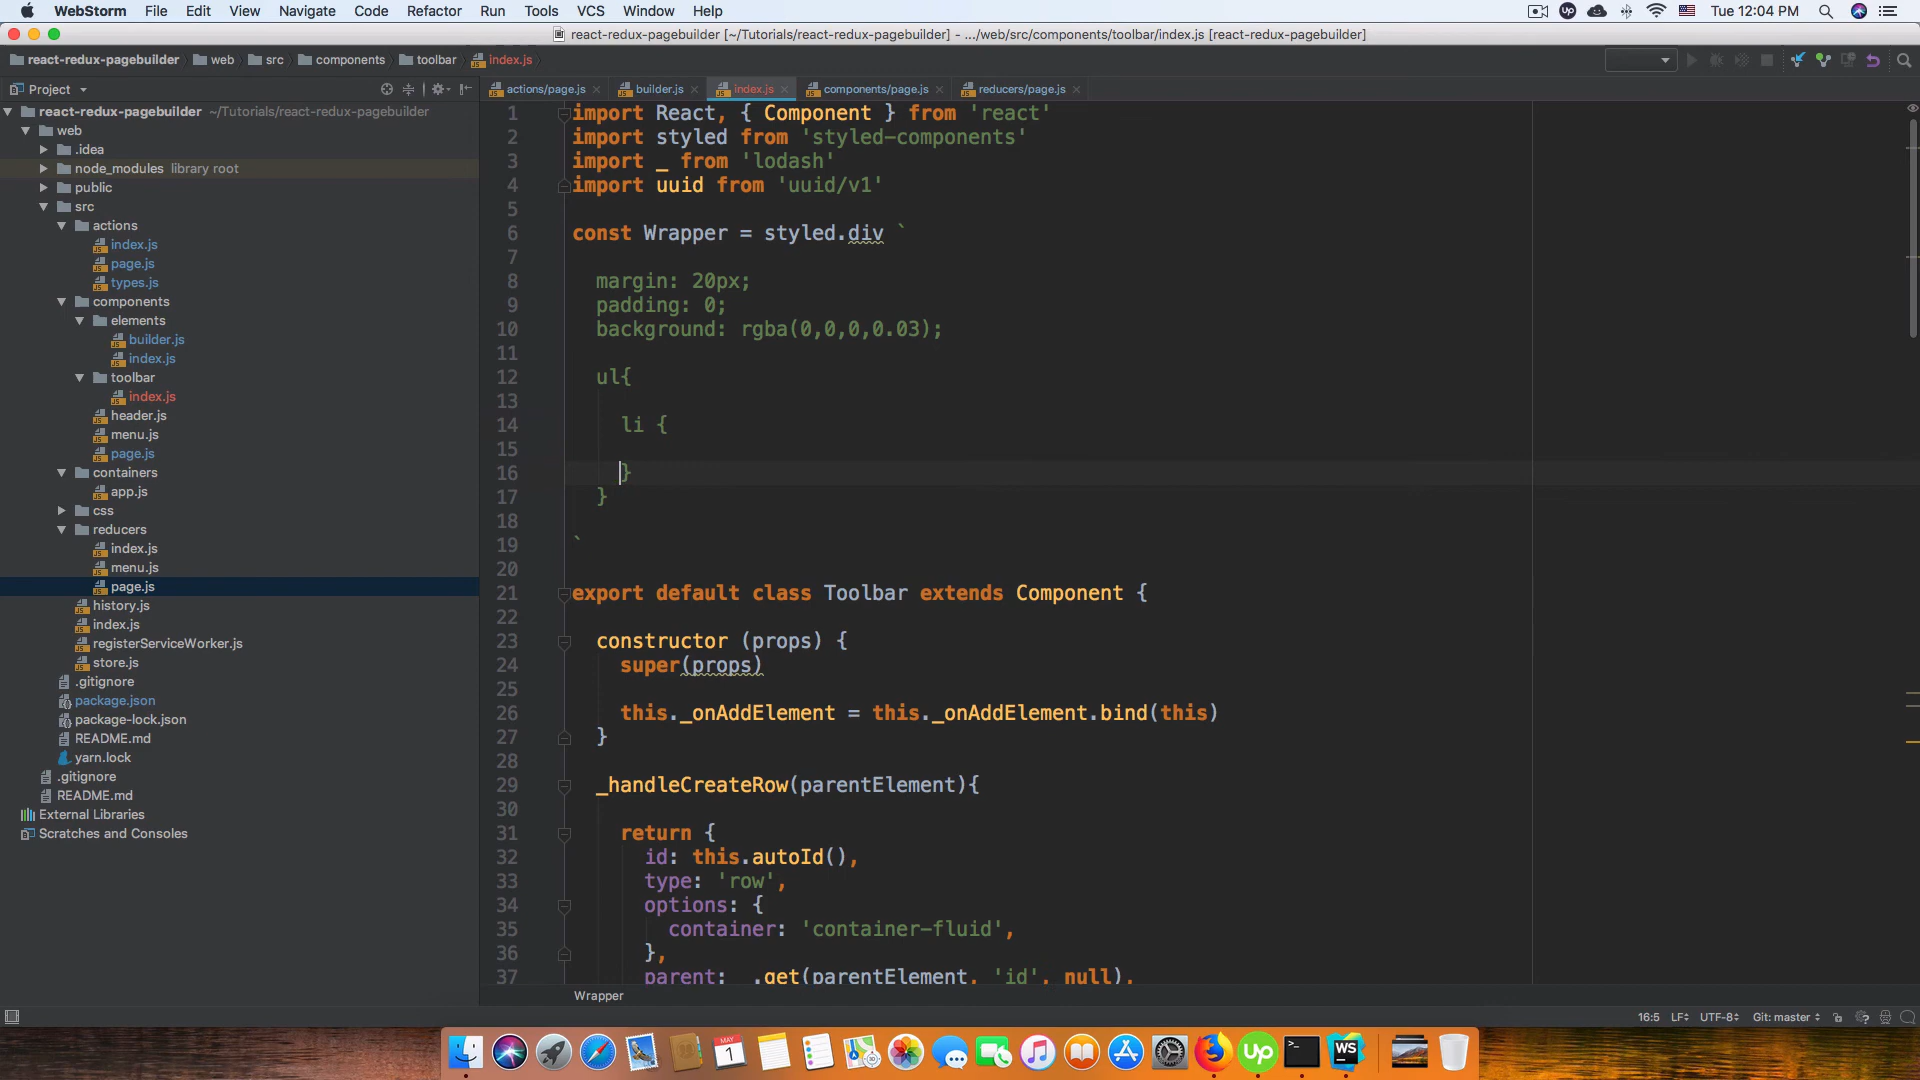 WebStorm File Edit View Navigate Code Refactor Run Tools VCS Window Help Up Tue 12:04 PM
react-redux-pagebuilder [~/Tutorials/react-redux-pagebuilder] - .../web/src/components/toolbar/index.js [react-redux-pagebuilder]
react-redux-pagebuilder web src components toolbar index.js
Project
actions/page.js builder.js index.js components/page.js reducers/page.js
react-redux-pagebuilder ~/Tutorials/react-redux-pagebuilder
web
.idea
node_modules library root
public
src
actions
index.js
page.js
types.js
components
elements
builder.js
index.js
toolbar
index.js
header.js
menu.js
page.js
containers
app.js
css
reducers
index.js
menu.js
page.js
history.js
index.js
registerServiceWorker.js
store.js
.gitignore
package.json
package-lock.json
README.md
yarn.lock
.gitignore
README.md
External Libraries
Scratches and Consoles
1 import React, { Component } from 'react'
2 import styled from 'styled-components'
3 import _ from 'lodash'
4 import uuid from 'uuid/v1'
5
6 const Wrapper = styled.div `
7
8 margin: 20px;
9 padding: 0;
10 background: rgba(0,0,0,0.03);
11
12 ul{
13
14 li {
15
16 }
17 }
18
19 `
20
21 export default class Toolbar extends Component {
22
23 constructor (props) {
24 super(props)
25
26 this._onAddElement = this._onAddElement.bind(this)
27 }
28
29 _handleCreateRow(parentElement){
30
31 return {
32 id: this.autoId(),
33 type: 'row',
34 options: {
35 container: 'container-fluid',
36 },
37 parent: _.get(parentElement, 'id', null),
Wrapper
16:5 LF UTF-8 Git: master
MAY 1 Up >_ WS